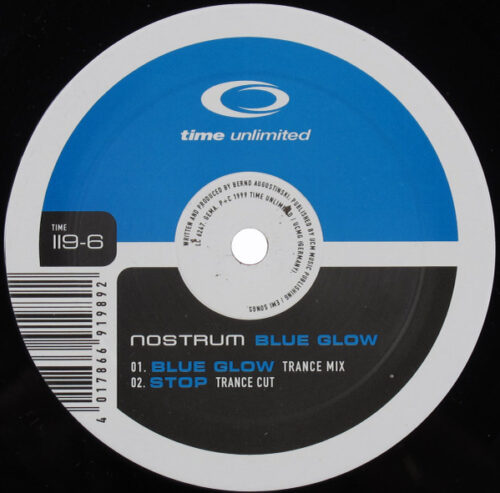 time unlimited
WRITTEN AND PRODUCED BY BERND AUGUSTINSKI. PUBLISHED BY UCM MUSIC PUBLISHING / EMI SONGS.
LC 6247. GEMA. P+C 1999 TIME UNLIMITED / UCMG (GERMANY).
TIME
119-6
4 017866 919892
NOSTRUM BLUE GLOW
01. BLUE GLOW TRANCE MIX
02. STOP TRANCE CUT